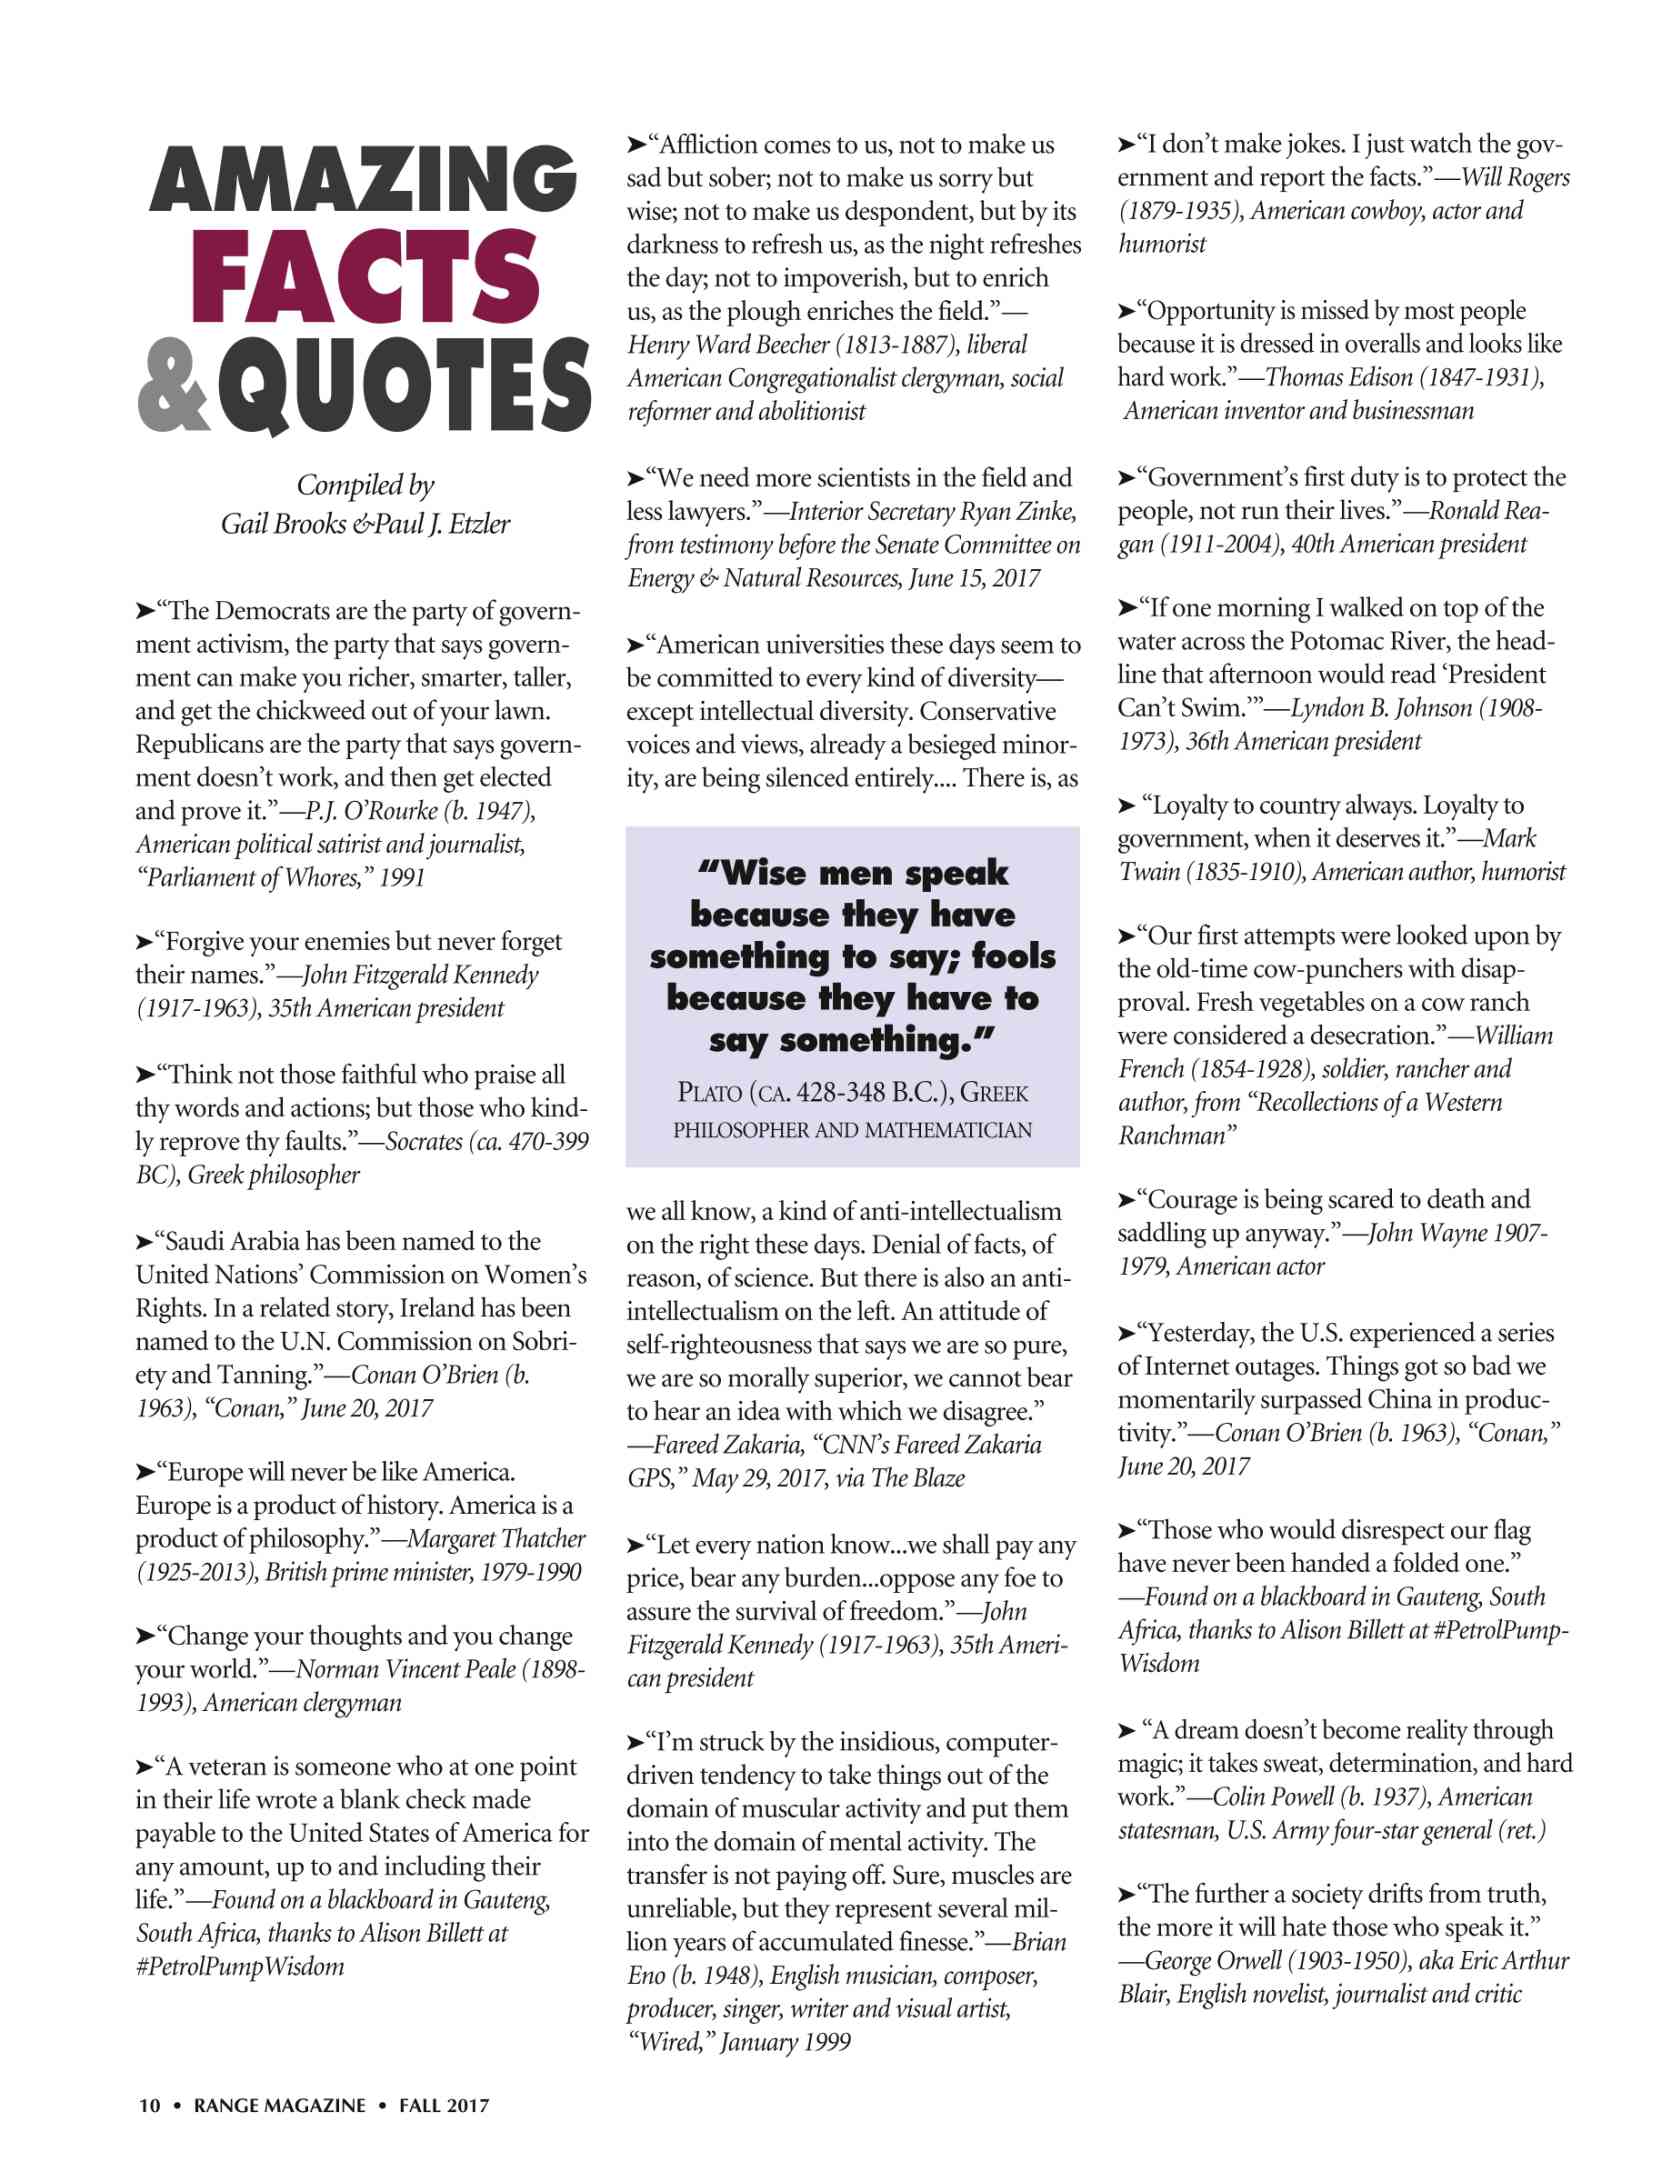 AMAZING
FACTS
& QUOTES
Compiled by
Gail Brooks & Paul J. Etzler
➤“The Democrats are the party of govern-
ment activism, the party that says govern-
ment can make you richer, smarter, taller,
and get the chickweed out of your lawn.
Republicans are the party that says govern-
ment doesn’t work, and then get elected
and prove it.”—P.J. O’Rourke (b. 1947),
American political satirist and journalist,
“Parliament of Whores,” 1991
➤“Forgive your enemies but never forget
their names.”—John Fitzgerald Kennedy
(1917-1963), 35th American president
➤“Think not those faithful who praise all
thy words and actions; but those who kind-
ly reprove thy faults.”—Socrates (ca. 470-399
BC), Greek philosopher
➤“Saudi Arabia has been named to the
United Nations’ Commission on Women’s
Rights. In a related story, Ireland has been
named to the U.N. Commission on Sobri-
ety and Tanning.”—Conan O’Brien (b.
1963), “Conan,” June 20, 2017
➤“Europe will never be like America.
Europe is a product of history. America is a
product of philosophy.”—Margaret Thatcher
(1925-2013), British prime minister, 1979-1990
➤“Change your thoughts and you change
your world.”—Norman Vincent Peale (1898-
1993), American clergyman
➤“A veteran is someone who at one point
in their life wrote a blank check made
payable to the United States of America for
any amount, up to and including their
life.”—Found on a blackboard in Gauteng,
South Africa, thanks to Alison Billett at
#PetrolPumpWisdom
➤“Affliction comes to us, not to make us
sad but sober; not to make us sorry but
wise; not to make us despondent, but by its
darkness to refresh us, as the night refreshes
the day; not to impoverish, but to enrich
us, as the plough enriches the field.”—
Henry Ward Beecher (1813-1887), liberal
American Congregationalist clergyman, social
reformer and abolitionist
➤“We need more scientists in the field and
less lawyers.”—Interior Secretary Ryan Zinke,
from testimony before the Senate Committee on
Energy & Natural Resources, June 15, 2017
➤“American universities these days seem to
be committed to every kind of diversity—
except intellectual diversity. Conservative
voices and views, already a besieged minor-
ity, are being silenced entirely.... There is, as
“Wise men speak
because they have
something to say; fools
because they have to
say something.”
PLATO (CA. 428-348 B.C.), GREEK
PHILOSOPHER AND MATHEMATICIAN
we all know, a kind of anti-intellectualism
on the right these days. Denial of facts, of
reason, of science. But there is also an anti-
intellectualism on the left. An attitude of
self-righteousness that says we are so pure,
we are so morally superior, we cannot bear
to hear an idea with which we disagree.”
—Fareed Zakaria, “CNN’s Fareed Zakaria
GPS,” May 29, 2017, via The Blaze
➤“Let every nation know...we shall pay any
price, bear any burden...oppose any foe to
assure the survival of freedom.”—John
Fitzgerald Kennedy (1917-1963), 35th Ameri-
can president
➤“I’m struck by the insidious, computer-
driven tendency to take things out of the
domain of muscular activity and put them
into the domain of mental activity. The
transfer is not paying off. Sure, muscles are
unreliable, but they represent several mil-
lion years of accumulated finesse.”—Brian
Eno (b. 1948), English musician, composer,
producer, singer, writer and visual artist,
“Wired,” January 1999
➤“I don’t make jokes. I just watch the gov-
ernment and report the facts.”—Will Rogers
(1879-1935), American cowboy, actor and
humorist
➤“Opportunity is missed by most people
because it is dressed in overalls and looks like
hard work.”—Thomas Edison (1847-1931),
American inventor and businessman
➤“Government’s first duty is to protect the
people, not run their lives.”—Ronald Rea-
gan (1911-2004), 40th American president
➤“If one morning I walked on top of the
water across the Potomac River, the head-
line that afternoon would read ‘President
Can’t Swim.’”—Lyndon B. Johnson (1908-
1973), 36th American president
➤ “Loyalty to country always. Loyalty to
government, when it deserves it.”—Mark
Twain (1835-1910), American author, humorist
➤“Our first attempts were looked upon by
the old-time cow-punchers with disap-
proval. Fresh vegetables on a cow ranch
were considered a desecration.”—William
French (1854-1928), soldier, rancher and
author, from “Recollections of a Western
Ranchman”
➤“Courage is being scared to death and
saddling up anyway.”—John Wayne 1907-
1979, American actor
➤“Yesterday, the U.S. experienced a series
of Internet outages. Things got so bad we
momentarily surpassed China in produc-
tivity.”—Conan O’Brien (b. 1963), “Conan,”
June 20, 2017
➤“Those who would disrespect our flag
have never been handed a folded one.”
—Found on a blackboard in Gauteng, South
Africa, thanks to Alison Billett at #PetrolPump-
Wisdom
➤ “A dream doesn’t become reality through
magic; it takes sweat, determination, and hard
work.”—Colin Powell (b. 1937), American
statesman, U.S. Army four-star general (ret.)
➤“The further a society drifts from truth,
the more it will hate those who speak it.”
—George Orwell (1903-1950), aka Eric Arthur
Blair, English novelist, journalist and critic
10 • RANGE MAGAZINE • FALL 2017